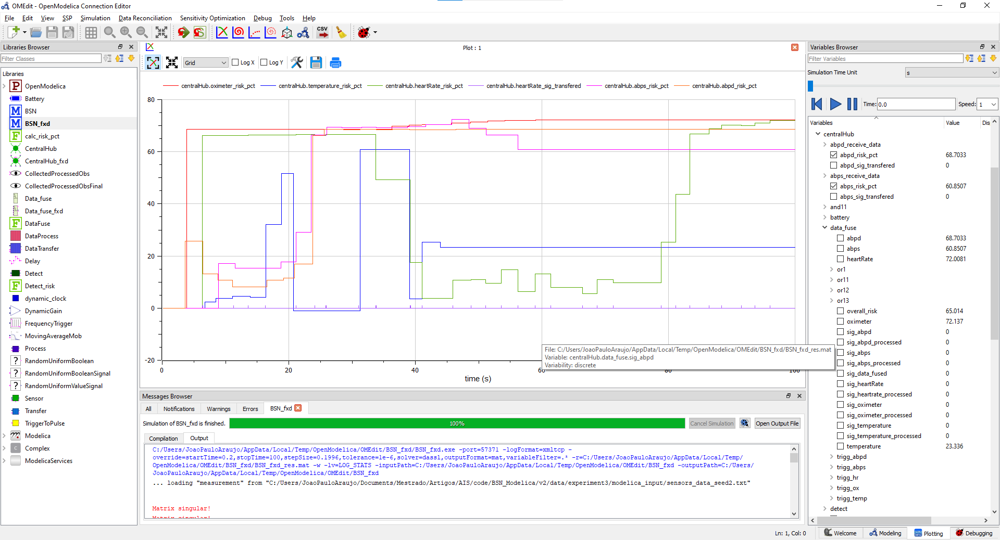 OMEdit - OpenModelica Connection Editor
File Edit View SSP Simulation Data Reconciliation Sensitivity Optimization Debug Tools Help
CSV
Libraries Browser
Filter Classes
Libraries
P OpenModelica
Battery
M BSN
M BSN_fxd
F calc_risk_pct
CentralHub
CentralHub_fxd
CollectedProcessedObs
CollectedProcessedObsFinal
Data_fuse
Data_fuse_fxd
F DataFuse
DataProcess
DataTransfer
Delay
Detect
F Detect_risk
dynamic_clock
DynamicGain
FrequencyTrigger
MovingAverageMob
Process
? RandomUniformBoolean
? RandomUniformBooleanSignal
? RandomUniformValueSignal
Sensor
Transfer
TriggerToPulse
Modelica
C Complex
ModelicaServices
Plot : 1
Grid Log X Log Y
centralHub.oximeter_risk_pct centralHub.temperature_risk_pct centralHub.heartRate_risk_pct centralHub.heartRate_sig_transfered centralHub.abps_risk_pct centralHub.abpd_risk_pct
80
60
40
20
0
-20
0 20 40 60 80 100
time (s)
File: C:/Users/JoaoPauloAraujo/AppData/Local/Temp/OpenModelica/OMEdit/BSN_fxd/BSN_fxd_res.mat
Variable: centralHub.data_fuse.sig_abpd
Variability: discrete
Messages Browser
All Notifications Warnings Errors BSN_fxd
Simulation of BSN_fxd is finished. 100% Cancel Simulation Open Output File
Compilation Output
C:/Users/JoaoPauloAraujo/AppData/Local/Temp/OpenModelica/OMEdit/BSN_fxd/BSN_fxd.exe -port=57371 -logFormat=xmltcp -
override=startTime=0.2,stopTime=100,stepSize=0.1996,tolerance=1e-6,solver=dassl,outputFormat=mat,variableFilter=.* -r=C:/Users/JoaoPauloAraujo/AppData/Local/Temp/
OpenModelica/OMEdit/BSN_fxd/BSN_fxd_res.mat -w -lv=LOG_STATS -inputPath=C:/Users/JoaoPauloAraujo/AppData/Local/Temp/OpenModelica/OMEdit/BSN_fxd -outputPath=C:/Users/
JoaoPauloAraujo/AppData/Local/Temp/OpenModelica/OMEdit/BSN_fxd
... loading "measurement" from "C:/Users/JoaoPauloAraujo/Documents/Mestrado/Artigos/AIS/code/BSN_Modelica/v2/data/experiment3/modelica_input/sensors_data_seed2.txt"
Matrix singular!
Matrix singular!
Variables Browser
Filter Variables
Simulation Time Unit s
Time: 0.0 Speed: 1
Variables Value Dis
centralHub
abpd_receive_data
abpd_risk_pct 68.7033
abpd_sig_transfered 0
abps_receive_data
abps_risk_pct 60.8507
abps_sig_transfered 0
and11
battery
data_fuse
abpd 68.7033
abps 60.8507
heartRate 72.0081
or1
or11
or12
or13
overall_risk 65.014
oximeter 72.137
sig_abpd 0
sig_abpd_processed 0
sig_abps 0
sig_abps_processed 0
sig_data_fused 0
sig_heartRate 0
sig_heartrate_processed 0
sig_oximeter 0
sig_oximeter_processed 0
sig_temperature 0
sig_temperature_processed 0
temperature 23.336
trigg_abpd
trigg_abps
trigg_hr
trigg_ox
trigg_temp
detect
Ln: 1, Col: 0 Welcome Modeling Plotting Debugging